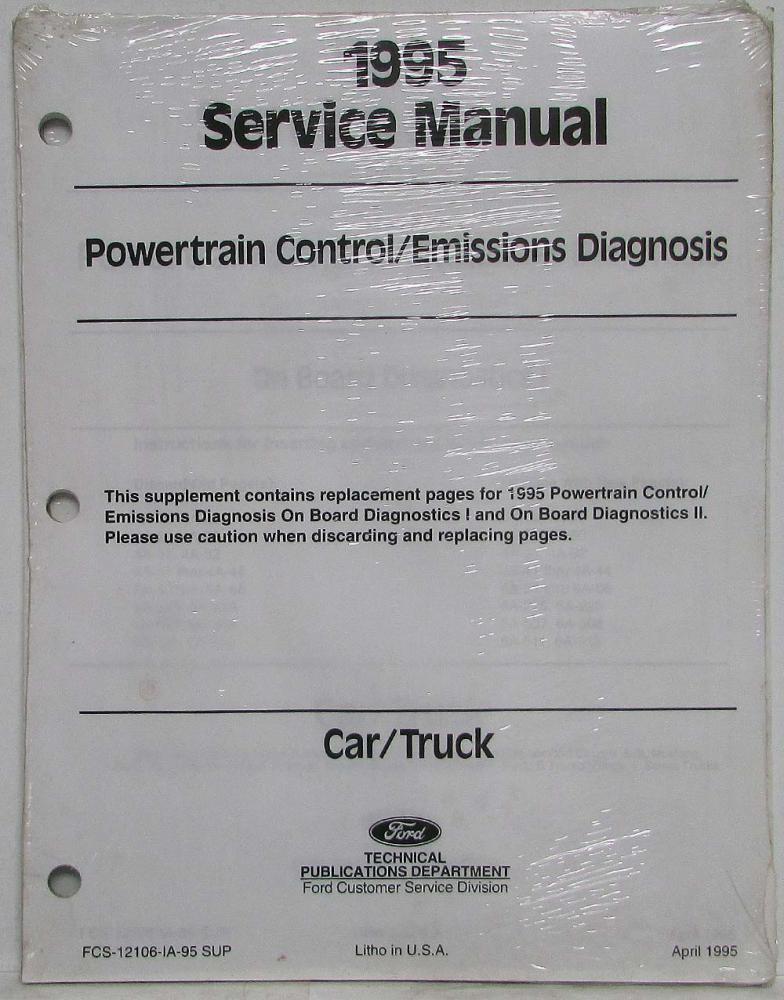 1995
Service Manual
Powertrain Control/Emissions Diagnosis
This supplement contains replacement pages for 1995 Powertrain Control/
Emissions Diagnosis On Board Diagnostics I and On Board Diagnostics II.
Please use caution when discarding and replacing pages.
Car/Truck
Ford
TECHNICAL
PUBLICATIONS DEPARTMENT
Ford Customer Service Division
FCS-12106-IA-95 SUP Litho in U.S.A. April 1995